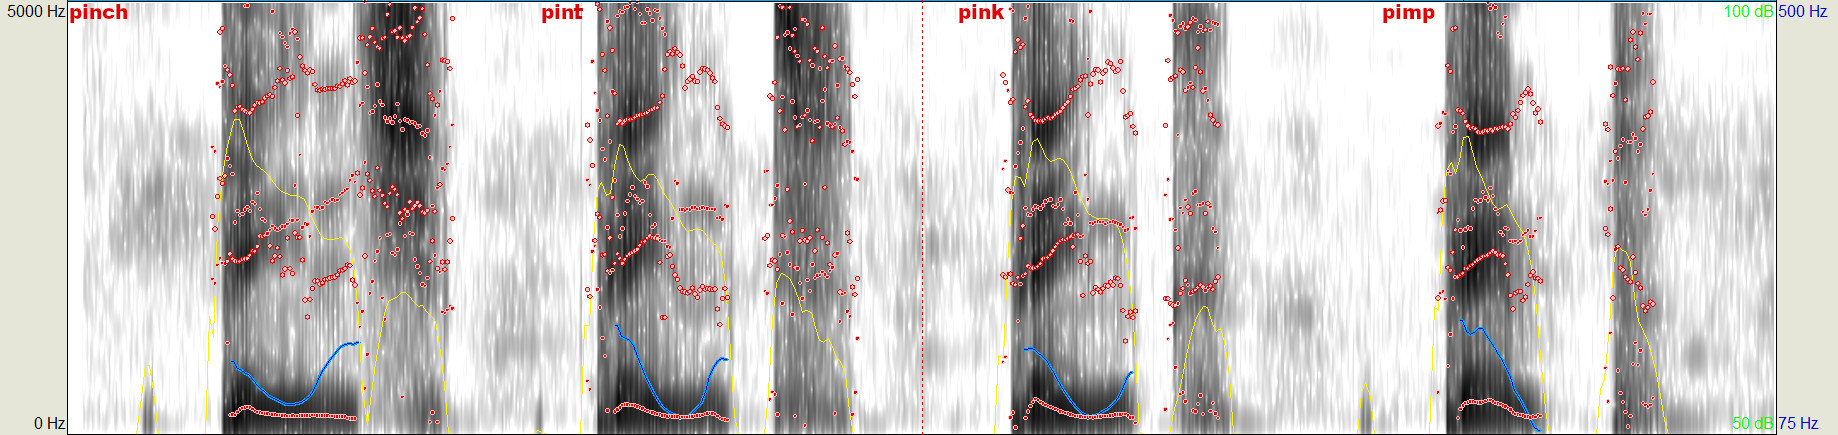 5000 Hz pinch pint pink pimp 100 dB 500 Hz
0 Hz 50 dB 75 Hz